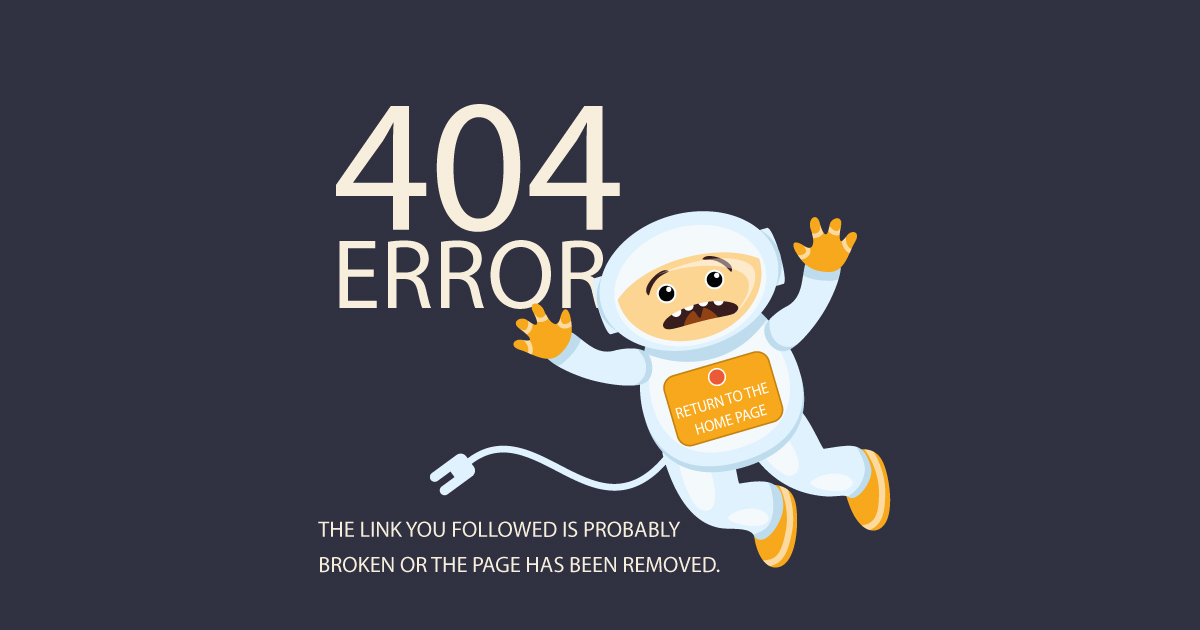 404
ERROR
RETURN TO THE
HOME PAGE
THE LINK YOU FOLLOWED IS PROBABLY
BROKEN OR THE PAGE HAS BEEN REMOVED.